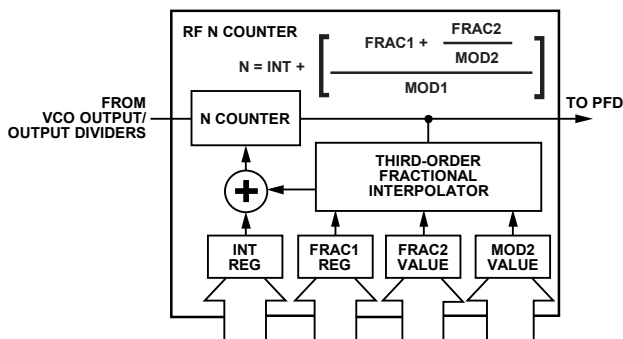 RF N COUNTER
N = INT +
FRAC1 +
FRAC2
MOD2
MOD1
FROM
VCO OUTPUT/
OUTPUT DIVIDERS
N COUNTER
TO PFD
THIRD-ORDER
FRACTIONAL
INTERPOLATOR
+
INT
REG
FRAC1
REG
FRAC2
VALUE
MOD2
VALUE